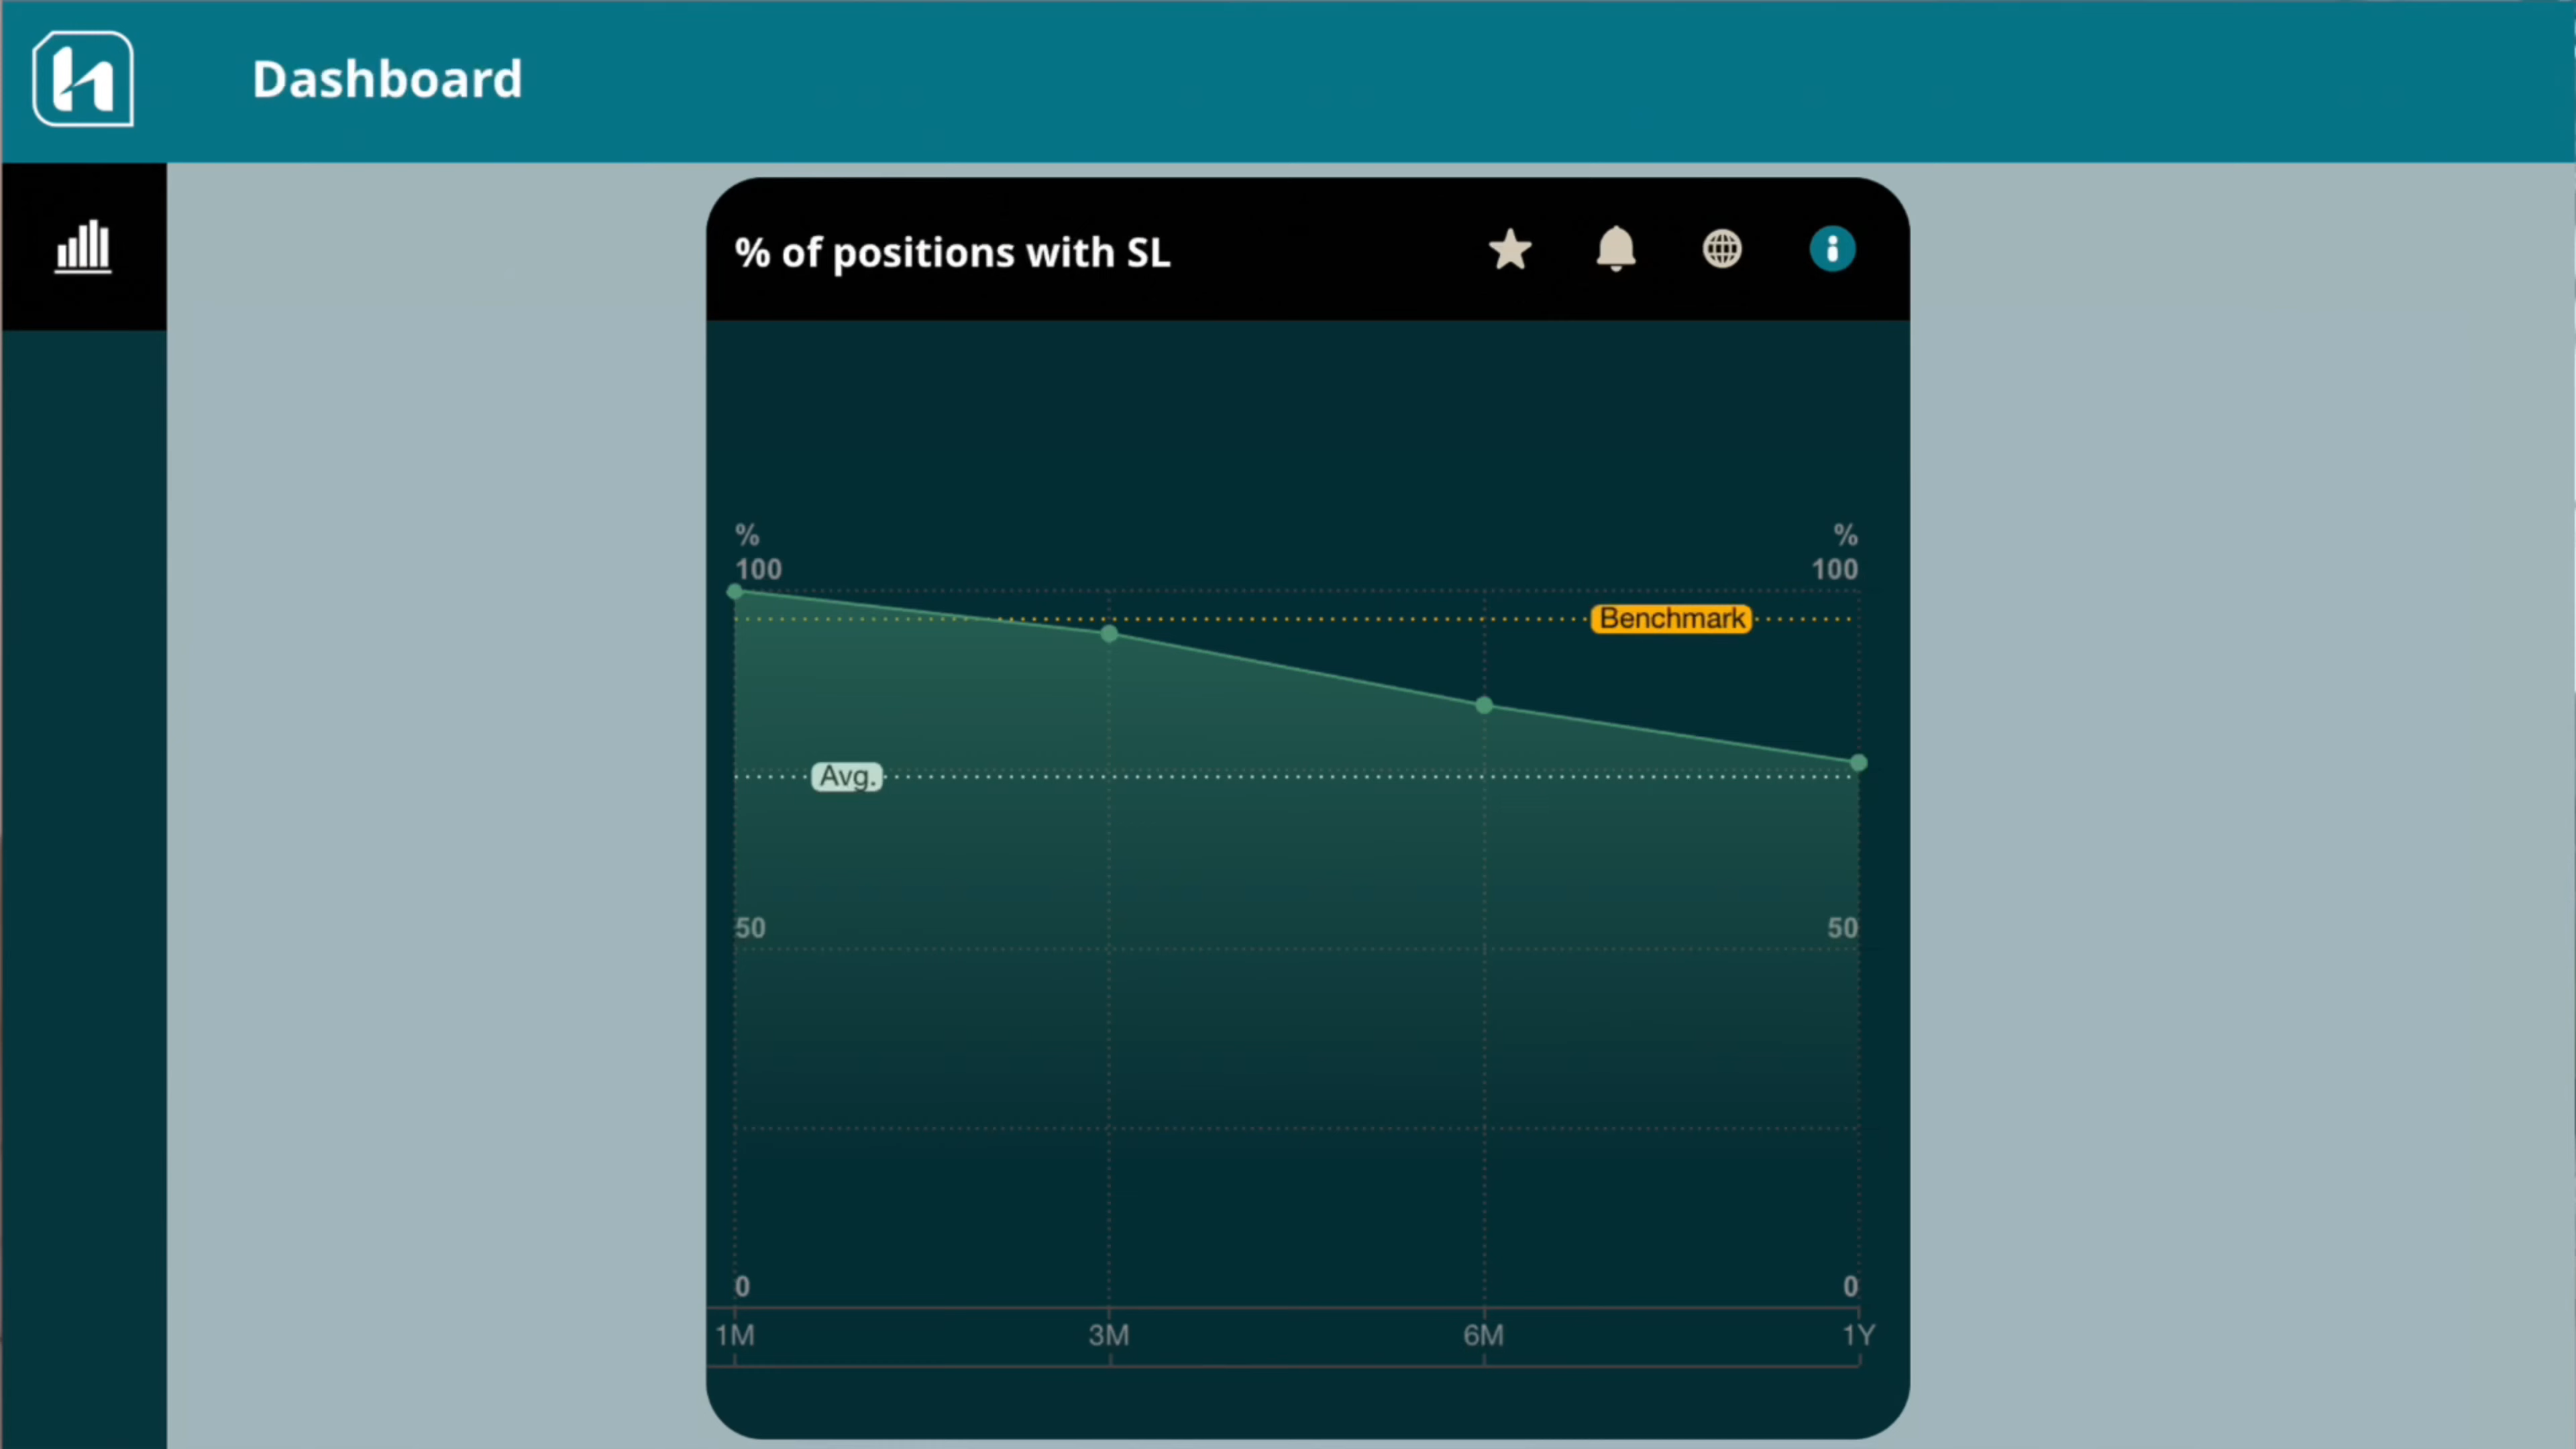 Dashboard
% of positions with SL
% %
100 100
Benchmark
Avg.
50 50
0 0
1M 3M 6M 1Y